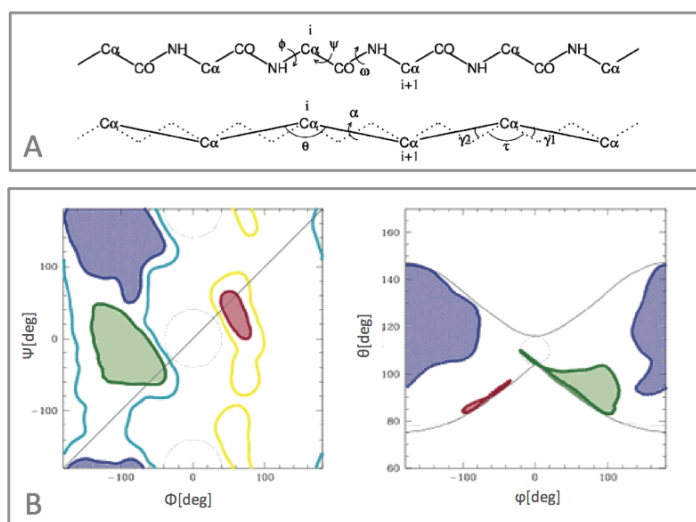 i
Cα CO NH Cα CO NH ϕ Cα ψ CO ω NH Cα CO NH Cα CO NH Cα
i+1
i
Cα Cα Cα θ α Cα γ2 Cα τ γ1 Cα
i+1
A
Ψ[deg]
100
0
−100
−100 0 100
Φ[deg]
θ[deg]
160
140
120
100
80
60
−100 0 100
φ[deg]
B